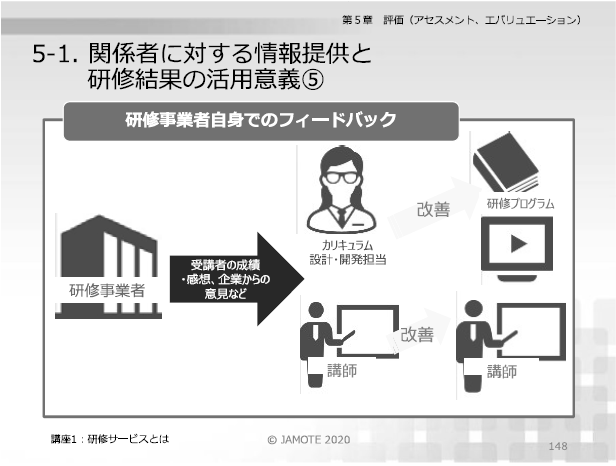 第５章　評価（アセスメント、エバリュエーション）
5-1. 関係者に対する情報提供と
研修結果の活用意義⑤
研修事業者自身でのフィードバック
改善
研修プログラム
カリキュラム
設計・開発担当
研修事業者
受講者の成績
・感想、企業からの
意見など
改善
講師
講師
講座1：研修サービスとは
© JAMOTE 2020
148